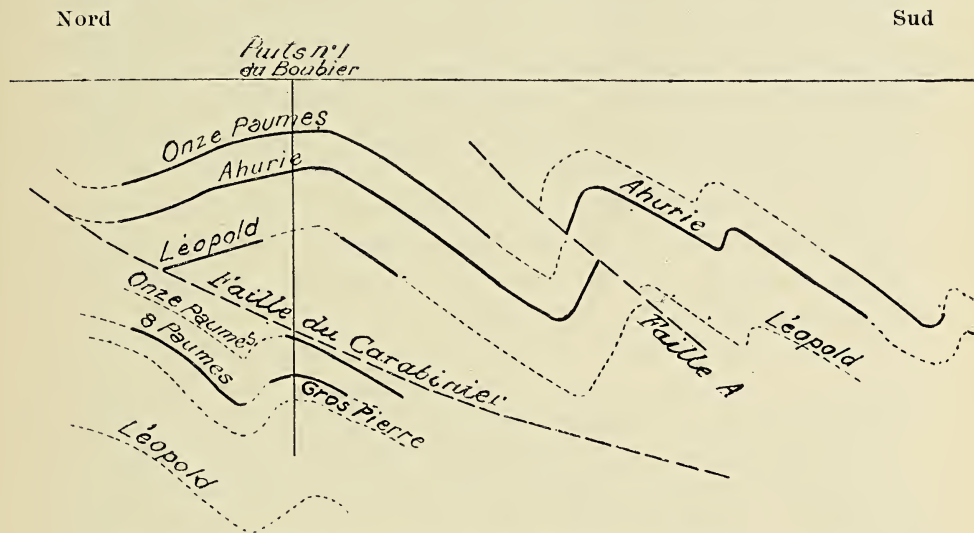 Nord
Sud
Puits n°1
du Boubier
Onze Paumes
Ahurie
Ahurie
Léopold
Faille du Carabinier
Onze Paumes
8 Paumes
Gros Pierre
Léopold
Faille A
Léopold